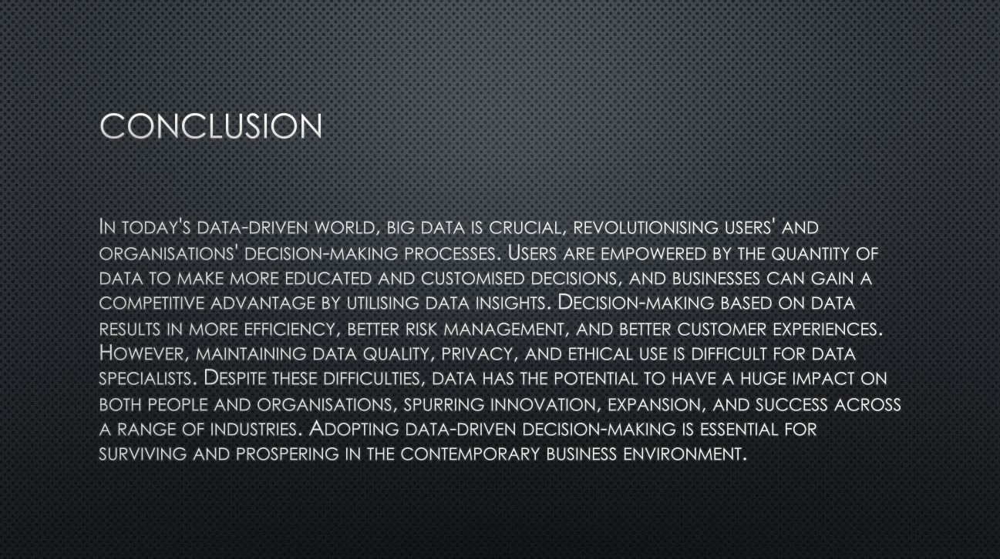 CONCLUSION
IN TODAY'S DATA-DRIVEN WORLD, BIG DATA IS CRUCIAL, REVOLUTIONISING USERS' AND
ORGANISATIONS' DECISION-MAKING PROCESSES. USERS ARE EMPOWERED BY THE QUANTITY OF
DATA TO MAKE MORE EDUCATED AND CUSTOMISED DECISIONS, AND BUSINESSES CAN GAIN A
COMPETITIVE ADVANTAGE BY UTILISING DATA INSIGHTS. DECISION-MAKING BASED ON DATA
RESULTS IN MORE EFFICIENCY, BETTER RISK MANAGEMENT, AND BETTER CUSTOMER EXPERIENCES.
HOWEVER, MAINTAINING DATA QUALITY, PRIVACY, AND ETHICAL USE IS DIFFICULT FOR DATA
SPECIALISTS. DESPITE THESE DIFFICULTIES, DATA HAS THE POTENTIAL TO HAVE A HUGE IMPACT ON
BOTH PEOPLE AND ORGANISATIONS, SPURRING INNOVATION, EXPANSION, AND SUCCESS ACROSS
A RANGE OF INDUSTRIES. ADOPTING DATA-DRIVEN DECISION-MAKING IS ESSENTIAL FOR
SURVIVING AND PROSPERING IN THE CONTEMPORARY BUSINESS ENVIRONMENT.